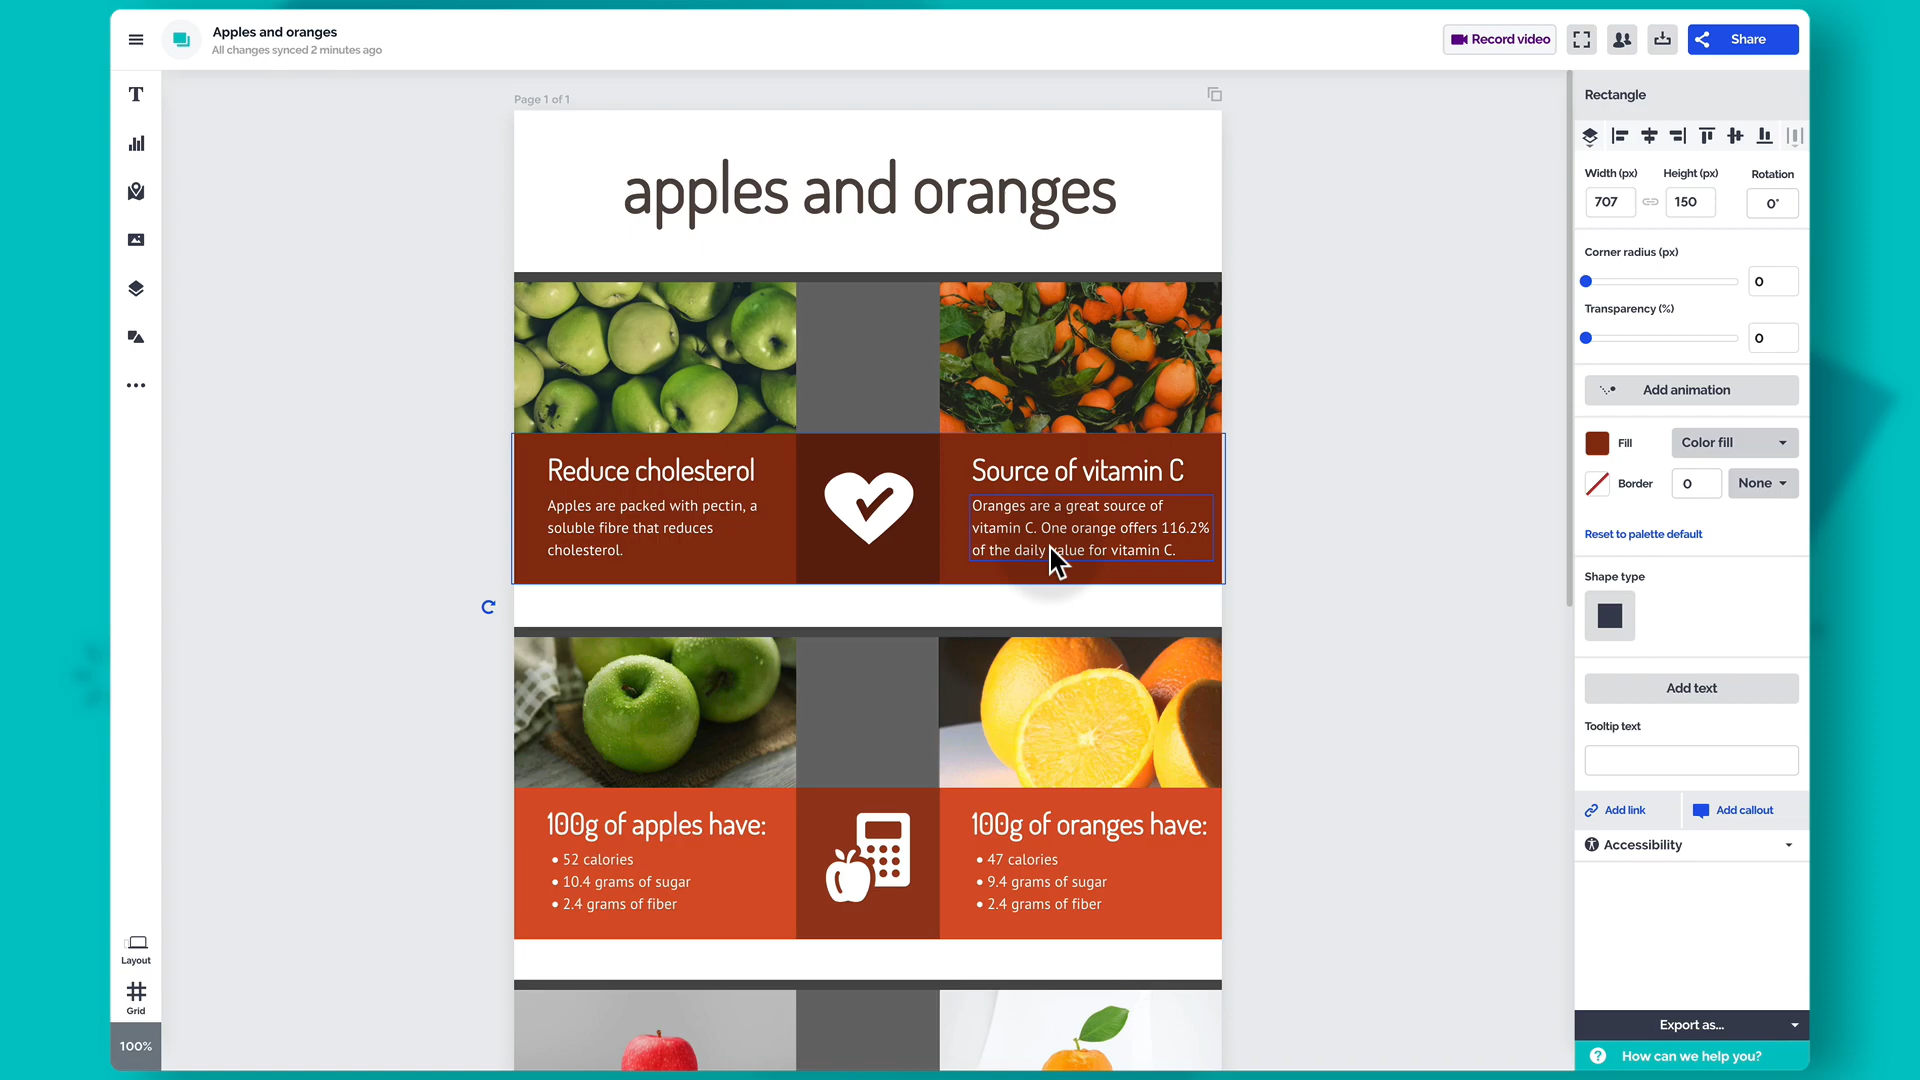 Apples and oranges
All changes synced 2 minutes ago
Record video
Share
Page 1 of 1
apples and oranges
Reduce cholesterol
Apples are packed with pectin, a
soluble fibre that reduces
cholesterol.
Source of vitamin C
Oranges are a great source of
vitamin C. One orange offers 116.2%
of the daily value for vitamin C.
100g of apples have:
• 52 calories
• 10.4 grams of sugar
• 2.4 grams of fiber
100g of oranges have:
• 47 calories
• 9.4 grams of sugar
• 2.4 grams of fiber
Layout
Grid
100%
Rectangle
Width (px) Height (px) Rotation
707 150 0°
Corner radius (px)
0
Transparency (%)
0
Add animation
Fill Color fill
Border 0 None
Reset to palette default
Shape type
Add text
Tooltip text
Add link Add callout
Accessibility
Export as...
? How can we help you?